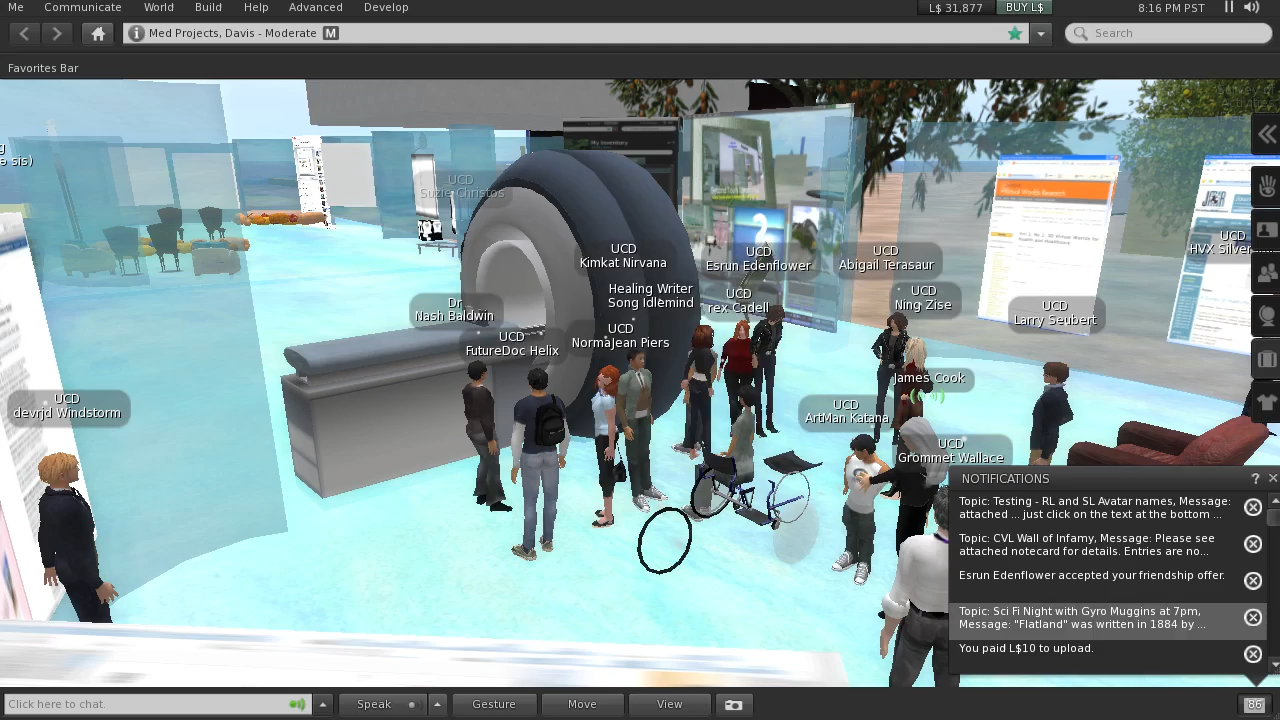 Me Communicate World Build Help Advanced Develop L$ 31,877 BUY L$ 8:16 PM PST
Med Projects, Davis - Moderate M Search
Favorites Bar
My Inventory
UCD
Suzie Christos
UCD
Kimkat Nirvana
UCD
Esrun Edenflower
UCD
Abigail Terasaur
UCD
HVX Silver
Dr
Nash Baldwin
Healing Writer
Song Idlemind
UCD
rex Cadell
UCD
Ning Zise
UCD
Larry Seubert
UCD
FutureDoc Helix
UCD
NormaJean Piers
James Cook
UCD
devrjd Windstorm
UCD
ArtMan Katana
UCD
Grommet Wallace
NOTIFICATIONS ?
Topic: Testing - RL and SL Avatar names, Message:
attached ... just click on the text at the bottom ...
Topic: CVL Wall of Infamy, Message: Please see
attached notecard for details. Entries are no...
Esrun Edenflower accepted your friendship offer.
Topic: Sci Fi Night with Gyro Muggins at 7pm,
Message: "Flatland" was written in 1884 by ...
You paid L$10 to upload.
Click here to chat. Speak Gesture Move View 86